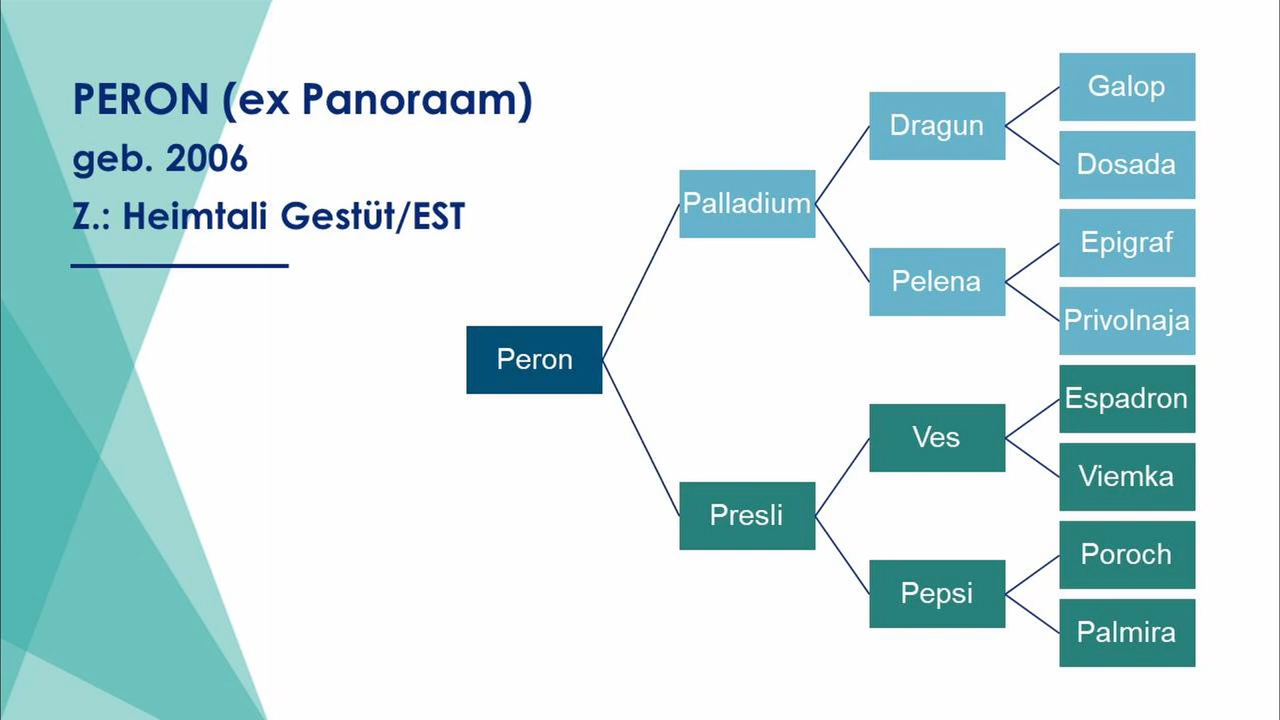 PERON (ex Panoraam)
geb. 2006
Z.: Heimtali Gestüt/EST
Peron
Palladium
Presli
Dragun
Pelena
Ves
Pepsi
Galop
Dosada
Epigraf
Privolnaja
Espadron
Viemka
Poroch
Palmira